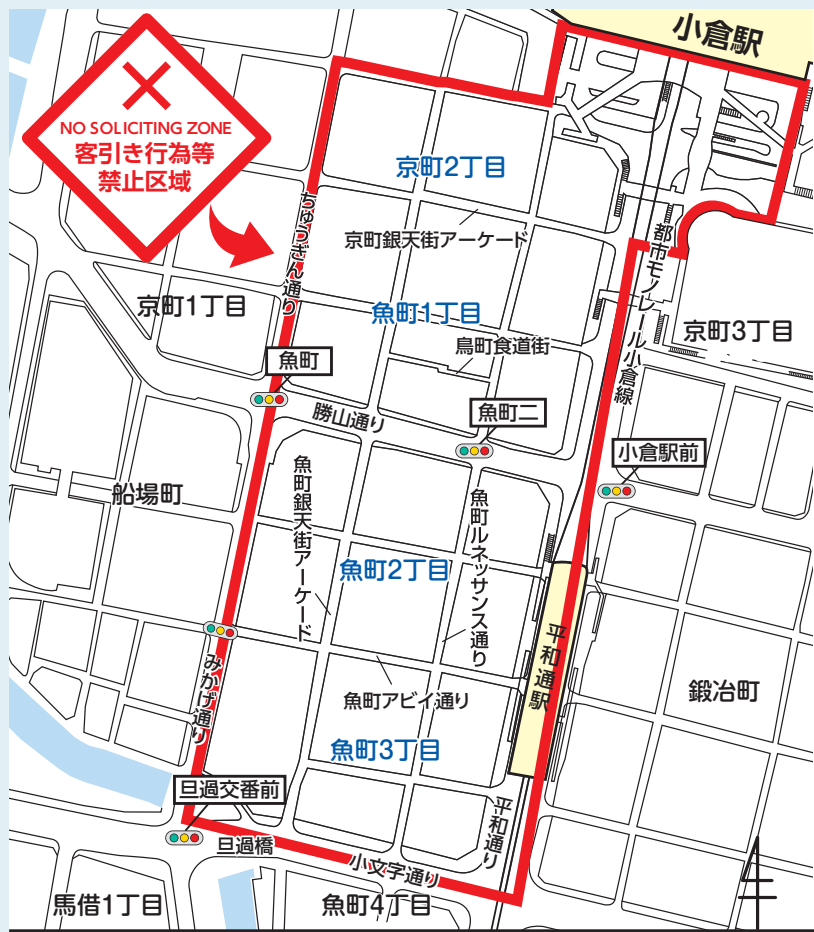 小倉駅
NO SOLICITING ZONE
客引き行為等
禁止区域
京町2丁目
ちゅうぎん通り
京町銀天街アーケード
都市モノレール小倉線
京町1丁目
魚町1丁目
京町3丁目
鳥町食道街
魚町
勝山通り
魚町二
小倉駅前
船場町
魚町銀天街アーケード
魚町ルネッサンス通り
魚町2丁目
平和通駅
みかげ通り
魚町アビイ通り
鍛冶町
魚町3丁目
旦過交番前
平和通り
旦過橋
小文字通り
馬借1丁目
魚町4丁目